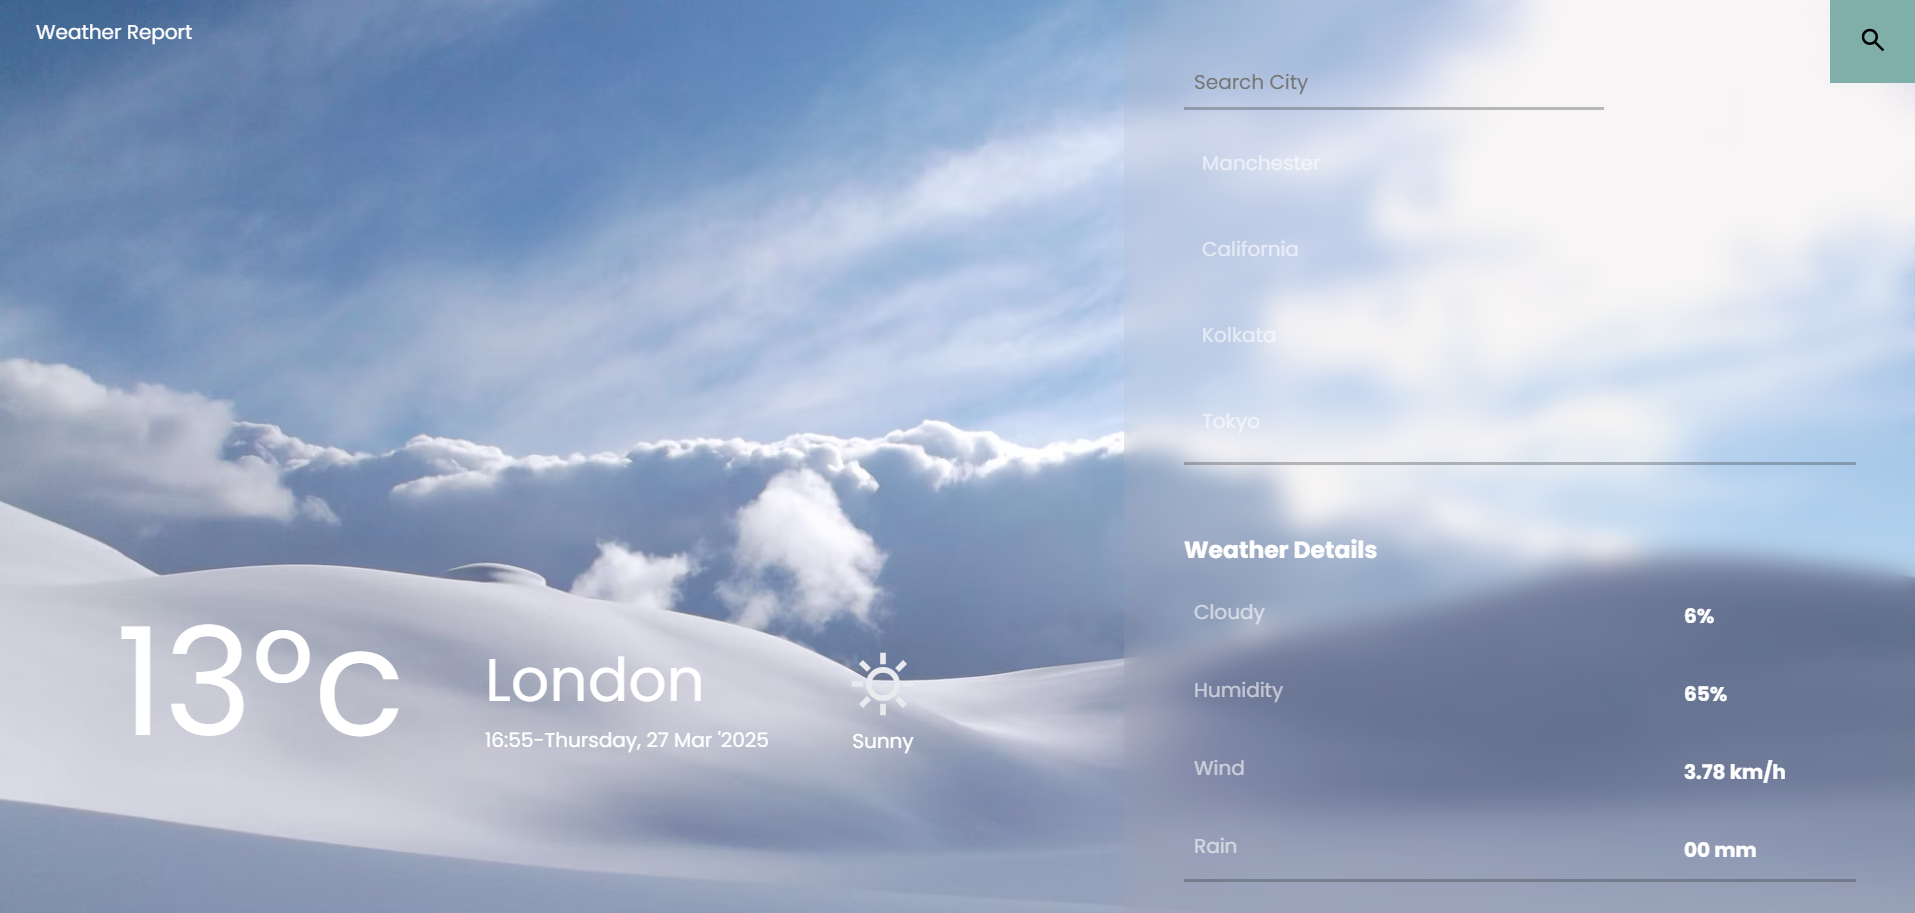 Weather Report
Search City
Manchester
California
Kolkata
Tokyo
Weather Details
Cloudy 6%
Humidity 65%
Wind 3.78 km/h
Rain 00 mm
13°c
London
16:55-Thursday, 27 Mar '2025
Sunny